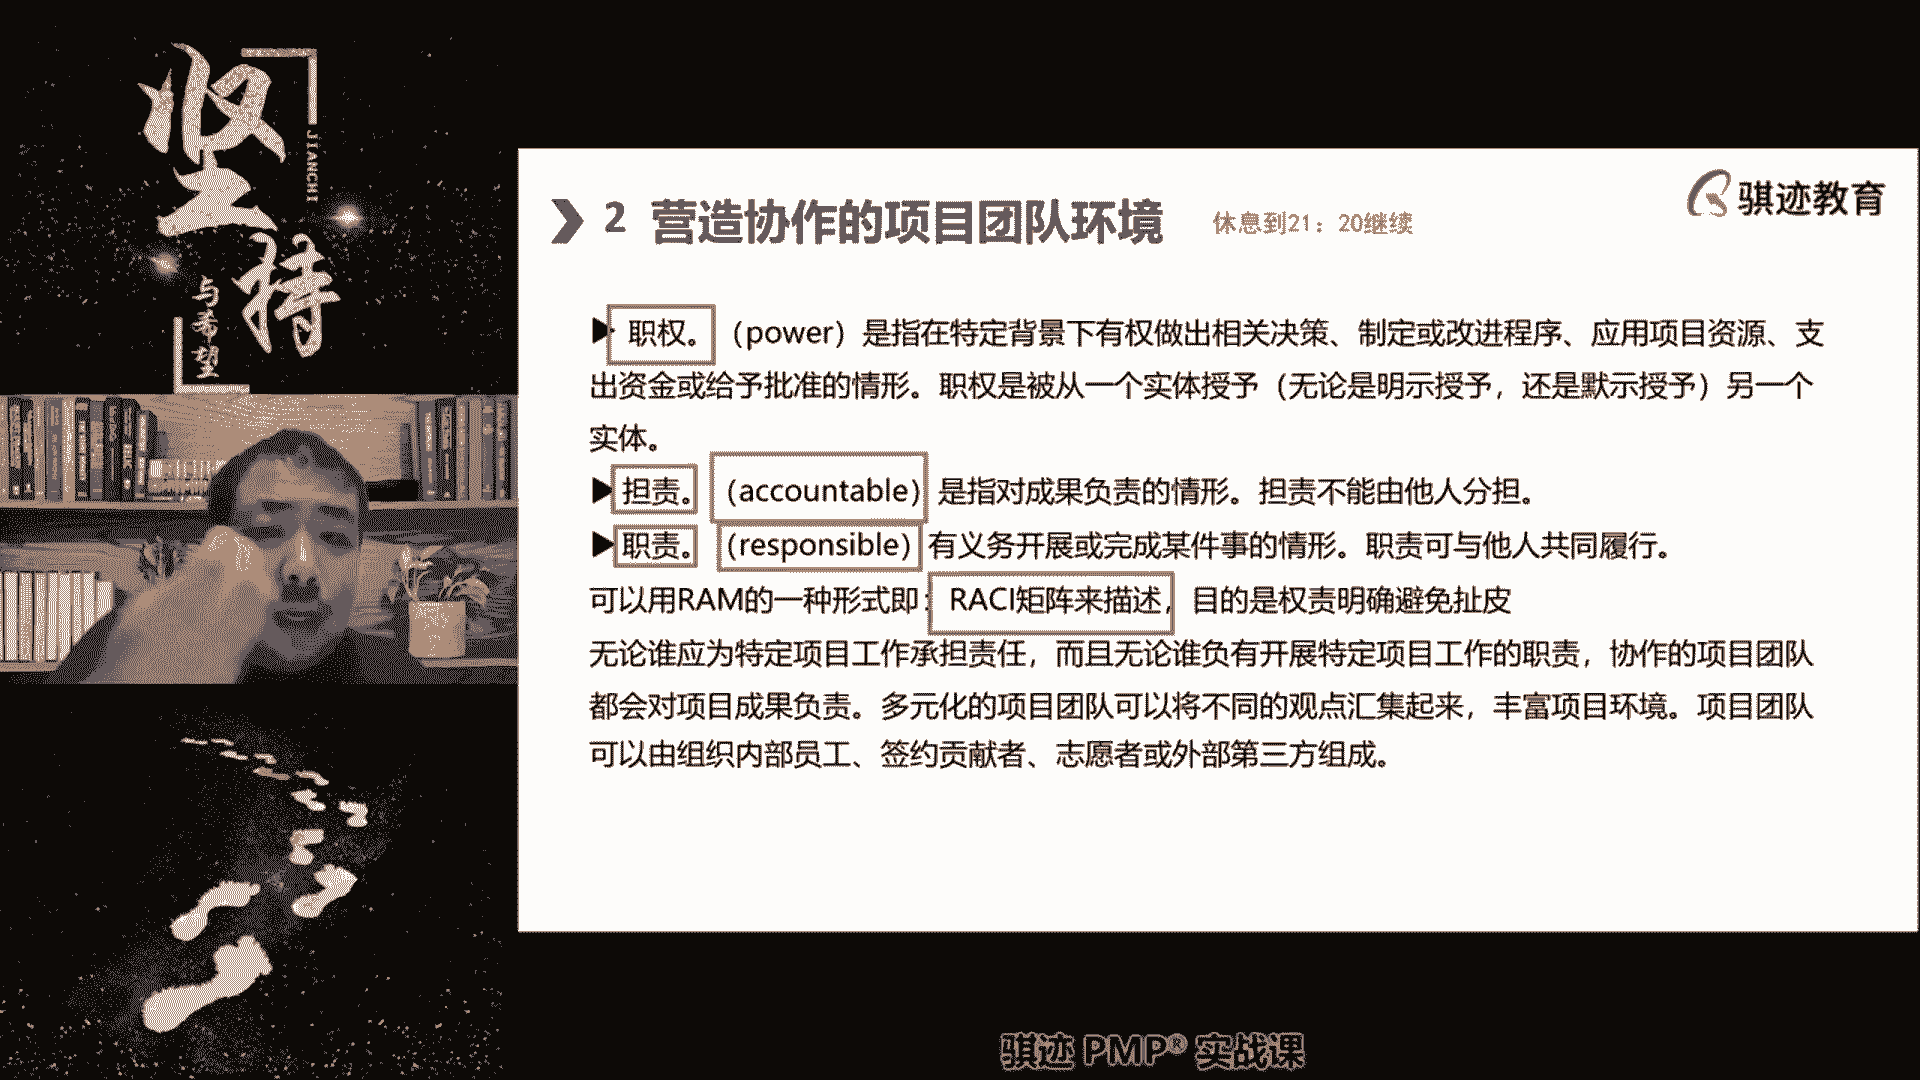 坚持
JIANCHI
与希望
骐迹教育
2 营造协作的项目团队环境
休息到21：20继续
职权。（power）是指在特定背景下有权做出相关决策、制定或改进程序、应用项目资源、支
出资金或给予批准的情形。职权是被从一个实体授予（无论是明示授予，还是默示授予）另一个
实体。
担责。（accountable）是指对成果负责的情形。担责不能由他人分担。
职责。（responsible）有义务开展或完成某件事的情形。职责可与他人共同履行。
可以用RAM的一种形式即：RACI矩阵来描述，目的是权责明确避免扯皮
无论谁应为特定项目工作承担责任，而且无论谁负有开展特定项目工作的职责，协作的项目团队
都会对项目成果负责。多元化的项目团队可以将不同的观点汇集起来，丰富项目环境。项目团队
可以由组织内部员工、签约贡献者、志愿者或外部第三方组成。
骐迹 PMP® 实战课